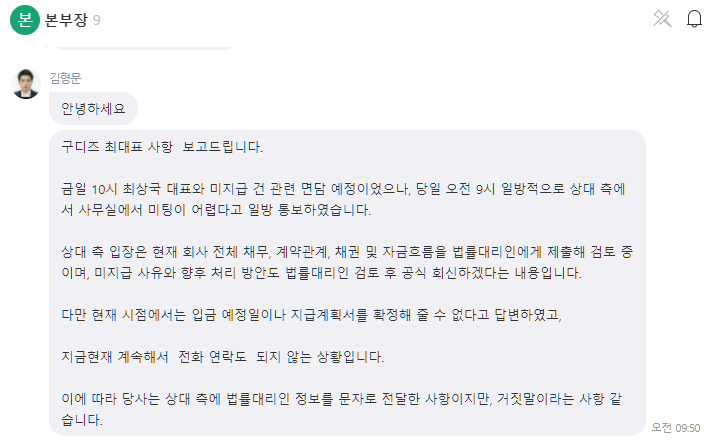 본 본부장 9
김형문
안녕하세요
구디즈 최대표 사항  보고드립니다.
금일 10시 최상국 대표와 미지급 건 관련 면담 예정이었으나, 당일 오전 9시 일방적으로 상대 측에
서 사무실에서 미팅이 어렵다고 일방 통보하였습니다.
상대 측 입장은 현재 회사 전체 채무, 계약관계, 채권 및 자금흐름을 법률대리인에게 제출해 검토 중
이며, 미지급 사유와 향후 처리 방안도 법률대리인 검토 후 공식 회신하겠다는 내용입니다.
다만 현재 시점에서는 입금 예정일이나 지급계획서를 확정해 줄 수 없다고 답변하였고,
지금현재 계속해서  전화 연락도  되지 않는 상황입니다.
이에 따라 당사는 상대 측에 법률대리인 정보를 문자로 전달한 사항이지만, 거짓말이라는 사항 같
습니다.
오전 09:50